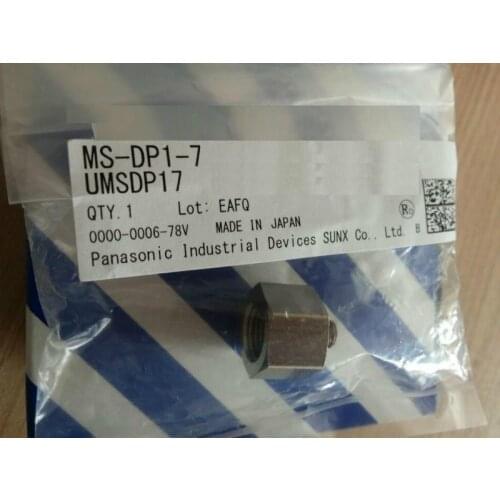 MS-DP1-7
UMSDP17
QTY.1 Lot: EAFQ
0000-0006-78V MADE IN JAPAN
Panasonic Industrial Devices SUNX Co., Ltd. B